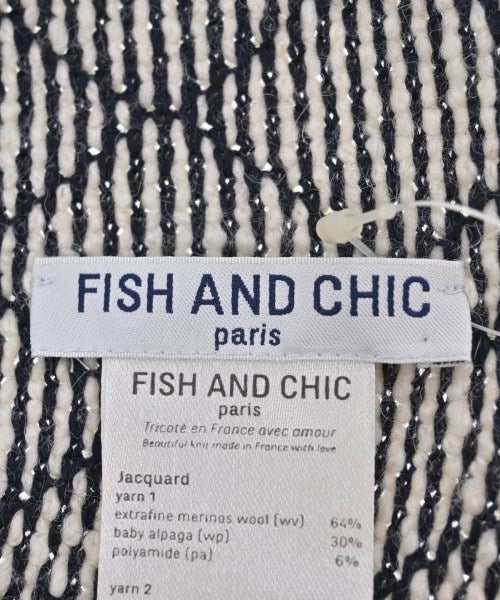 FISH AND CHIC
paris
FISH AND CHIC
paris
Tricoté en France avec amour
Beautiful knit made in France with love
Jacquard
yarn 1
extrafine merinos wool (wv) 64%
baby alpaga (wp) 30%
polyamide (pa) 6%
yarn 2